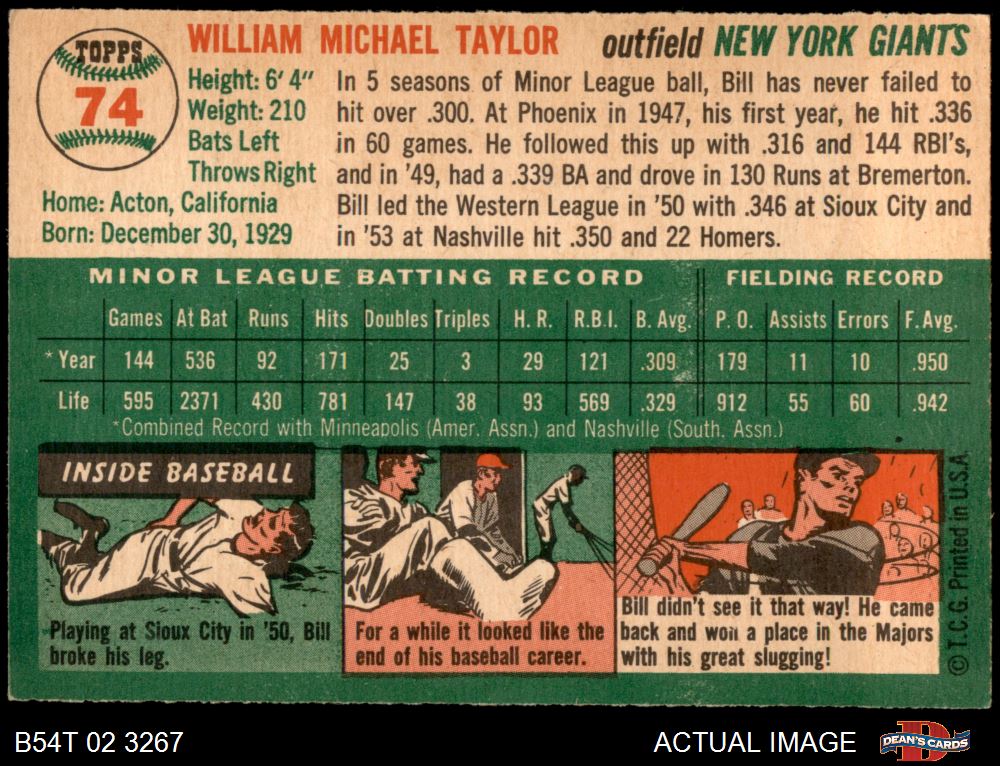 TOPPS
74
WILLIAM MICHAEL TAYLOR outfield NEW YORK GIANTS
Height: 6' 4"
Weight: 210
Bats Left
Throws Right
Home: Acton, California
Born: December 30, 1929
In 5 seasons of Minor League ball, Bill has never failed to
hit over .300. At Phoenix in 1947, his first year, he hit .336
in 60 games. He followed this up with .316 and 144 RBI's,
and in '49, had a .339 BA and drove in 130 Runs at Bremerton.
Bill led the Western League in '50 with .346 at Sioux City and
in '53 at Nashville hit .350 and 22 Homers.
MINOR LEAGUE BATTING RECORD FIELDING RECORD
Games At Bat Runs Hits Doubles Triples H. R. R.B.I. B. Avg. P. O. Assists Errors F. Avg.
* Year 144 536 92 171 25 3 29 121 .309 179 11 10 .950
Life 595 2371 430 781 147 38 93 569 .329 912 55 60 .942
*Combined Record with Minneapolis (Amer. Assn.) and Nashville (South. Assn.)
INSIDE BASEBALL
Playing at Sioux City in '50, Bill
broke his leg.
For a while it looked like the
end of his baseball career.
Bill didn't see it that way! He came
back and won a place in the Majors
with his great slugging!
© T.C.G. Printed in U.S.A.
B54T 02 3267
ACTUAL IMAGE
D
DEAN'S CARDS